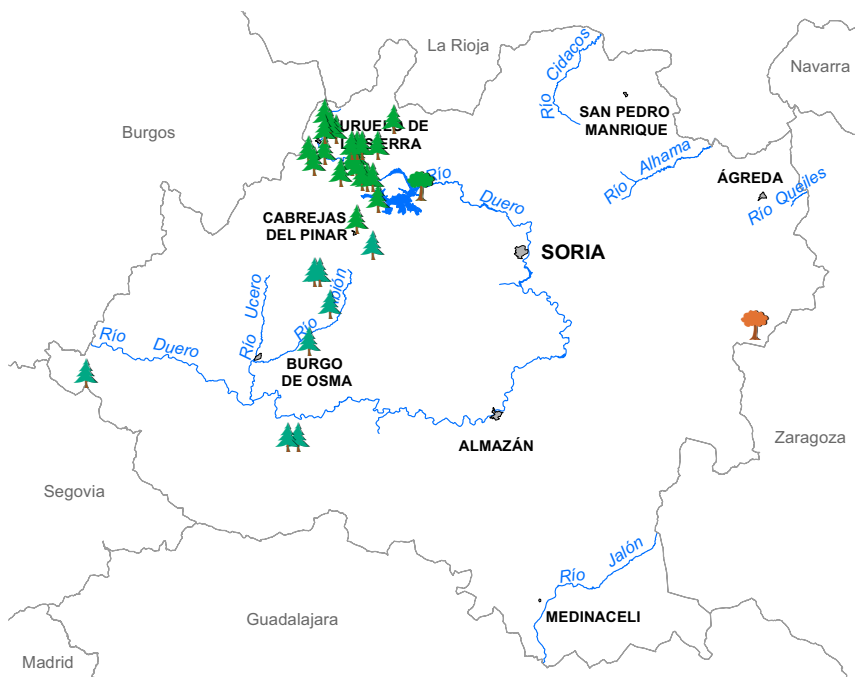 La Rioja
Navarra
Burgos
Río Cidacos
SAN PEDRO
MANRIQUE
DE
SIERRA
Río Alhama
ÁGREDA
Río Queiles
Río Duero
CABREJAS
DEL PINAR
SORIA
Río Ucero
Río
Río Duero
BURGO
DE OSMA
ALMAZÁN
Zaragoza
Segovia
Río Jalón
MEDINACELI
Guadalajara
Madrid